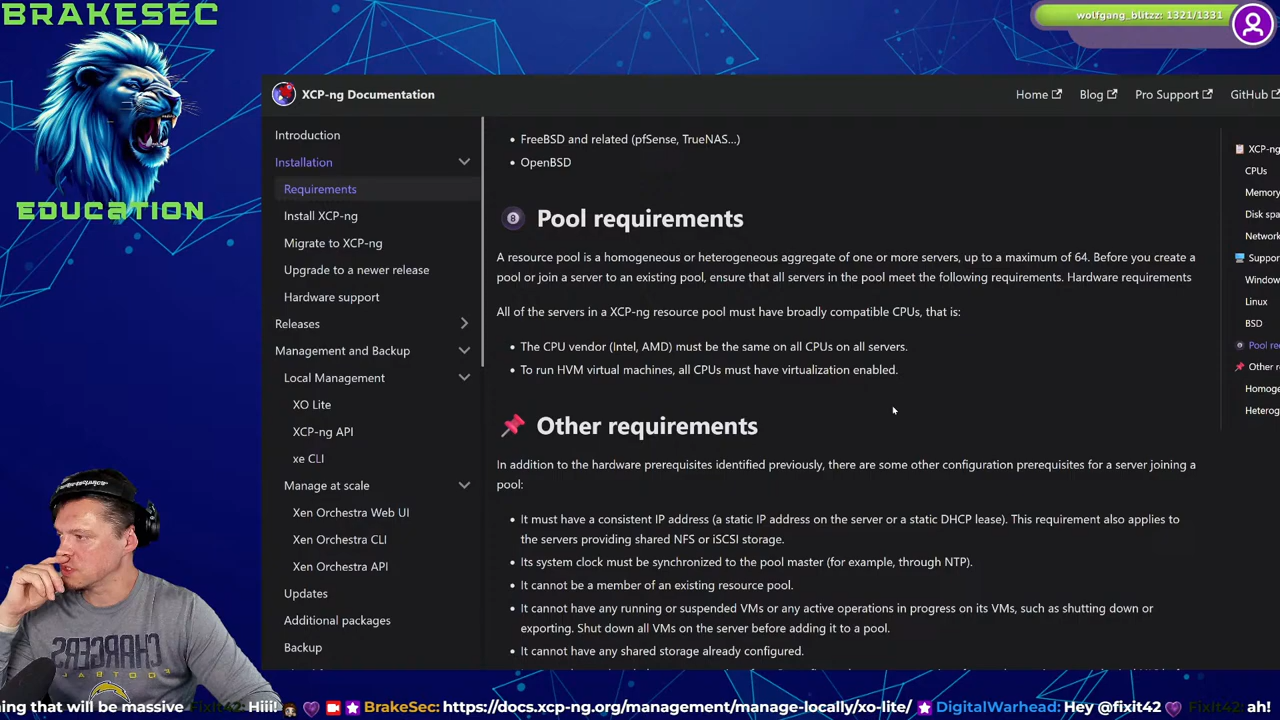 BRAKESEC
EDUCATION
wolfgang_blitzz: 1321/1331
XCP-ng Documentation
Home
Blog
Pro Support
GitHub
Introduction
Installation
Requirements
Install XCP-ng
Migrate to XCP-ng
Upgrade to a newer release
Hardware support
Releases
Management and Backup
Local Management
XO Lite
XCP-ng API
xe CLI
Manage at scale
Xen Orchestra Web UI
Xen Orchestra CLI
Xen Orchestra API
Updates
Additional packages
Backup
• FreeBSD and related (pfSense, TrueNAS...)
• OpenBSD
Pool requirements
A resource pool is a homogeneous or heterogeneous aggregate of one or more servers, up to a maximum of 64. Before you create a
pool or join a server to an existing pool, ensure that all servers in the pool meet the following requirements. Hardware requirements
All of the servers in a XCP-ng resource pool must have broadly compatible CPUs, that is:
• The CPU vendor (Intel, AMD) must be the same on all CPUs on all servers.
• To run HVM virtual machines, all CPUs must have virtualization enabled.
Other requirements
In addition to the hardware prerequisites identified previously, there are some other configuration prerequisites for a server joining a
pool:
• It must have a consistent IP address (a static IP address on the server or a static DHCP lease). This requirement also applies to
the servers providing shared NFS or iSCSI storage.
• Its system clock must be synchronized to the pool master (for example, through NTP).
• It cannot be a member of an existing resource pool.
• It cannot have any running or suspended VMs or any active operations in progress on its VMs, such as shutting down or
exporting. Shut down all VMs on the server before adding it to a pool.
• It cannot have any shared storage already configured.
XCP-ng
CPUs
Memory
Disk spa
Network
Suppor
Window
Linux
BSD
Pool re
Other r
Homoge
Heterog
CHARGERS
ning that will be massive FixIt42 Hiii! BrakeSec: https://docs.xcp-ng.org/management/manage-locally/xo-lite/ DigitalWarhead: Hey @fixit42 FixIt42: ah!